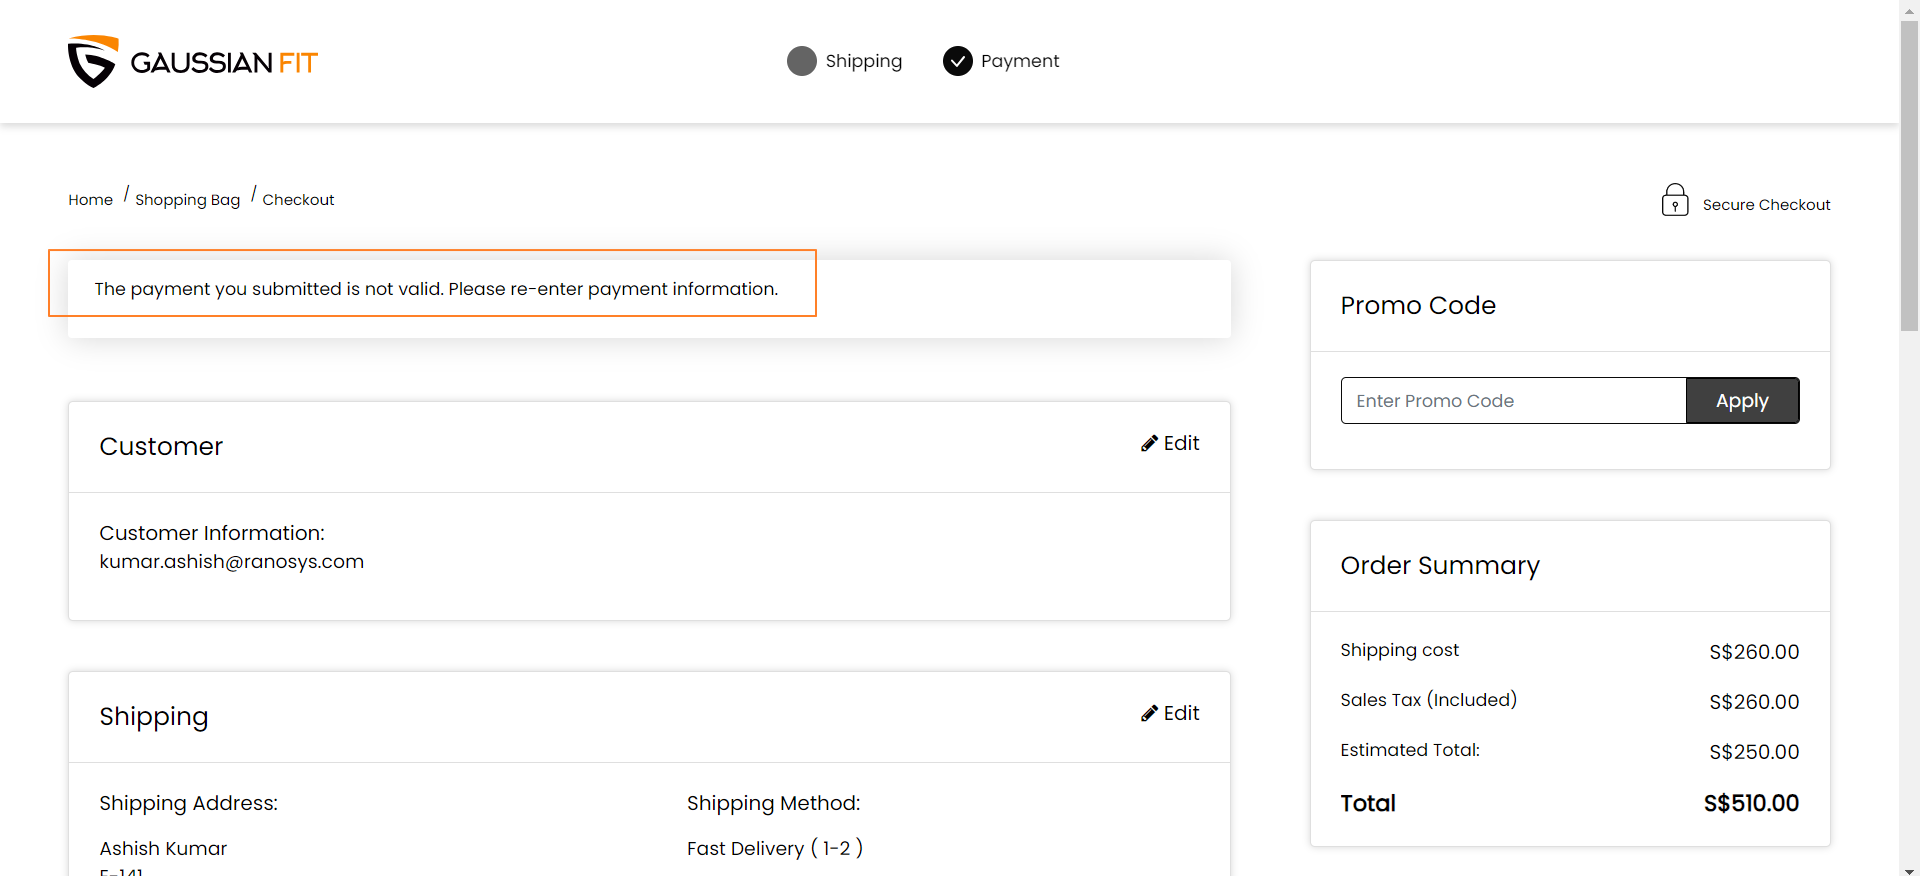 GAUSSIAN FIT
Shipping
Payment
Home / Shopping Bag / Checkout
Secure Checkout
The payment you submitted is not valid. Please re-enter payment information.
Customer
Edit
Customer Information:
kumar.ashish@ranosys.com
Shipping
Edit
Shipping Address:
Ashish Kumar
Shipping Method:
Fast Delivery ( 1-2 )
Promo Code
Enter Promo Code
Apply
Order Summary
Shipping cost S$260.00
Sales Tax (Included) S$260.00
Estimated Total: S$250.00
Total S$510.00